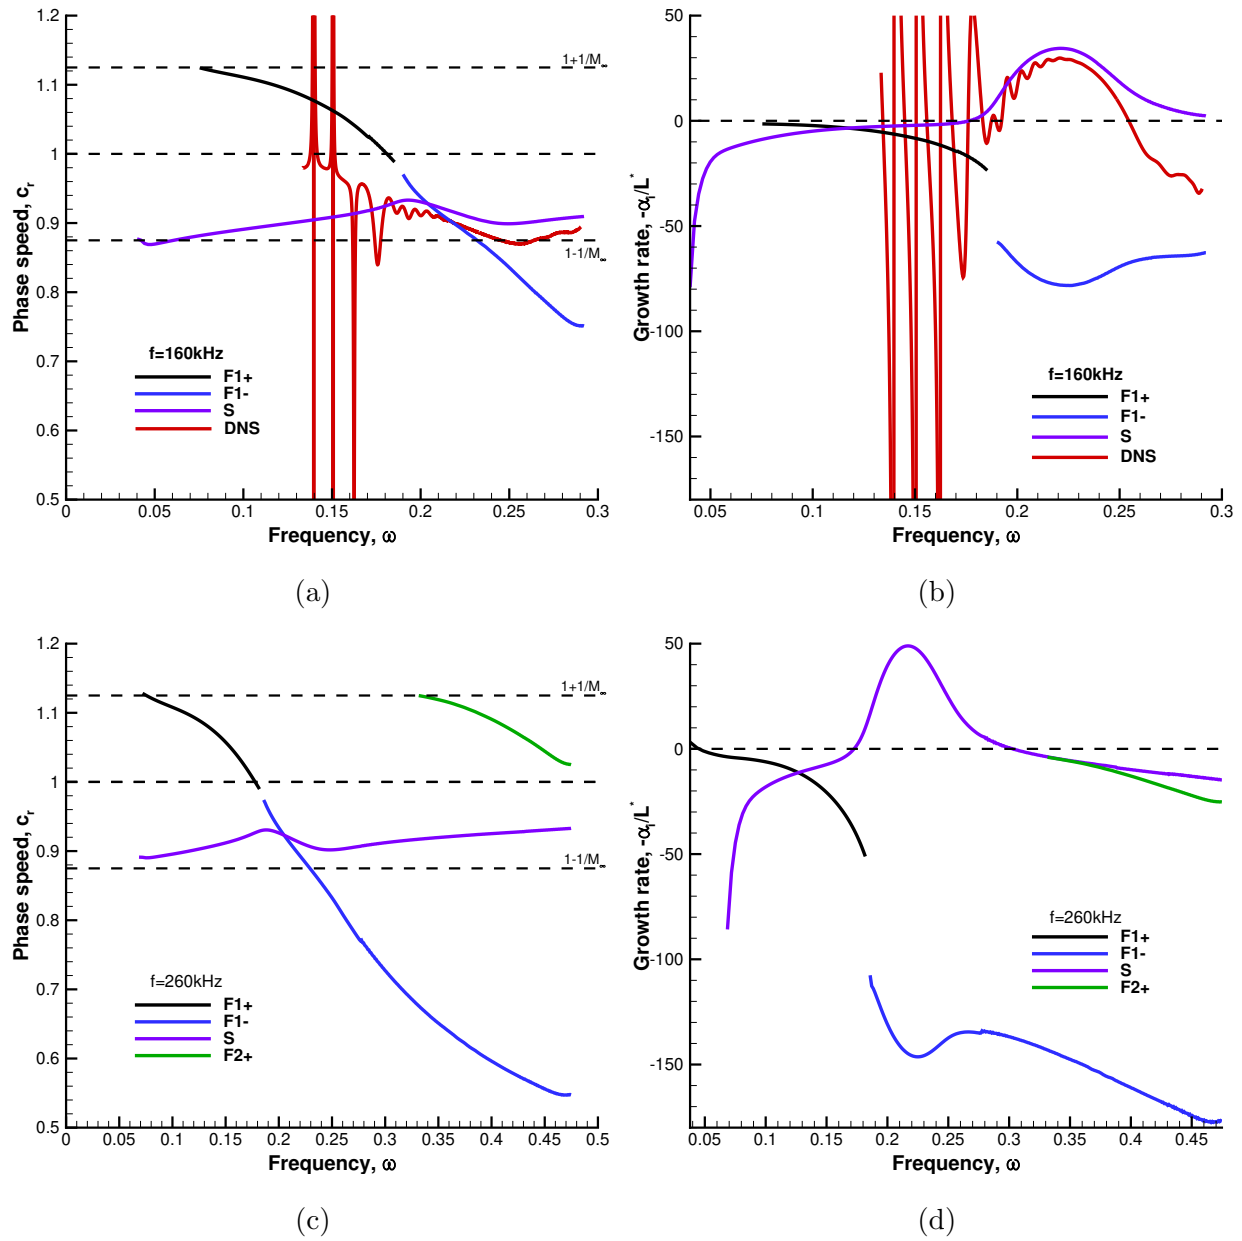 1.2
1.1
1
0.9
0.8
0.7
0.6
0.5
0
0.05
0.1
0.15
0.2
0.25
0.3
Phase speed, c_r
Frequency, ω
1+1/M∞
1-1/M∞
f=160kHz
F1+
F1-
S
DNS
(a)
50
0
-50
-100
-150
0.05
0.1
0.15
0.2
0.25
0.3
Growth rate, -α_i/L*
Frequency, ω
f=160kHz
F1+
F1-
S
DNS
(b)
1.2
1.1
1
0.9
0.8
0.7
0.6
0.5
0
0.05
0.1
0.15
0.2
0.25
0.3
0.35
0.4
0.45
0.5
Phase speed, c_r
Frequency, ω
1+1/M∞
1-1/M∞
f=260kHz
F1+
F1-
S
F2+
(c)
50
0
-50
-100
-150
0.05
0.1
0.15
0.2
0.25
0.3
0.35
0.4
0.45
Growth rate, -α_i/L*
Frequency, ω
f=260kHz
F1+
F1-
S
F2+
(d)